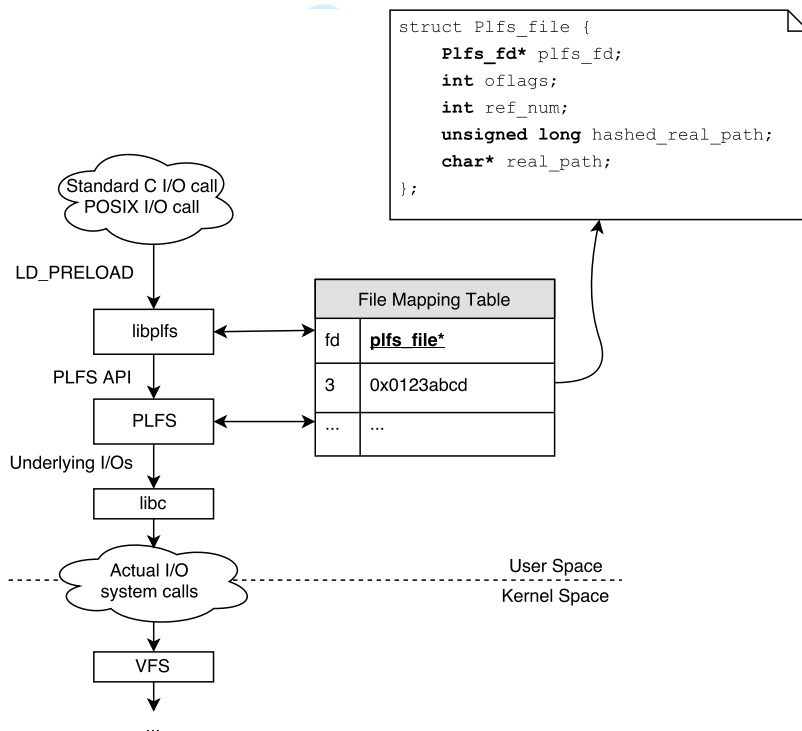 struct Plfs_file {
Plfs_fd* plfs_fd;
int oflags;
int ref_num;
unsigned long hashed_real_path;
char* real_path;
};
Standard C I/O call
POSIX I/O call
LD_PRELOAD
libplfs
PLFS API
PLFS
Underlying I/Os
libc
Actual I/O
system calls
VFS
...
File Mapping Table
fd plfs_file*
3 0x0123abcd
... ...
User Space
Kernel Space